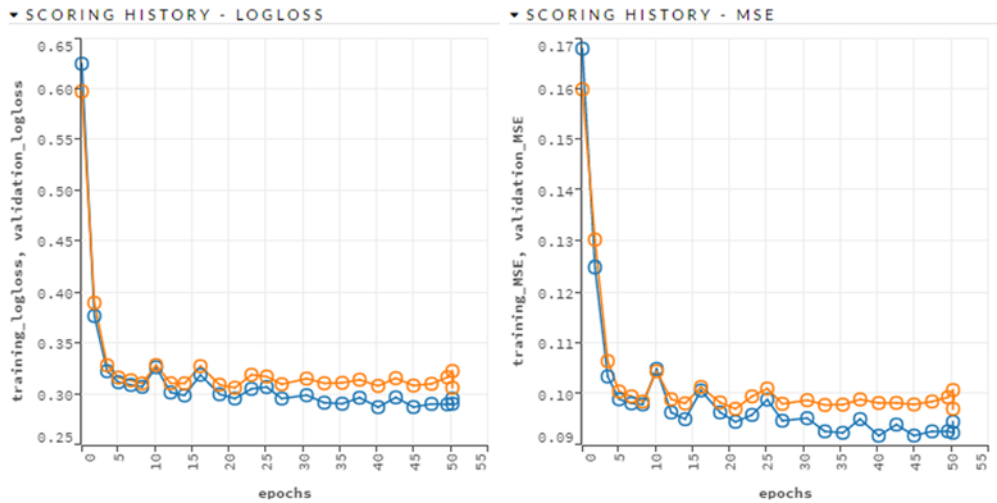 SCORING HISTORY - LOGLOSS
training_logloss, validation_logloss
0.65
0.60
0.55
0.50
0.45
0.40
0.35
0.30
0.25
0 5 10 15 20 25 30 35 40 45 50 55
epochs
SCORING HISTORY - MSE
training_MSE, validation_MSE
0.17
0.16
0.15
0.14
0.13
0.12
0.11
0.10
0.09
0 5 10 15 20 25 30 35 40 45 50 55
epochs